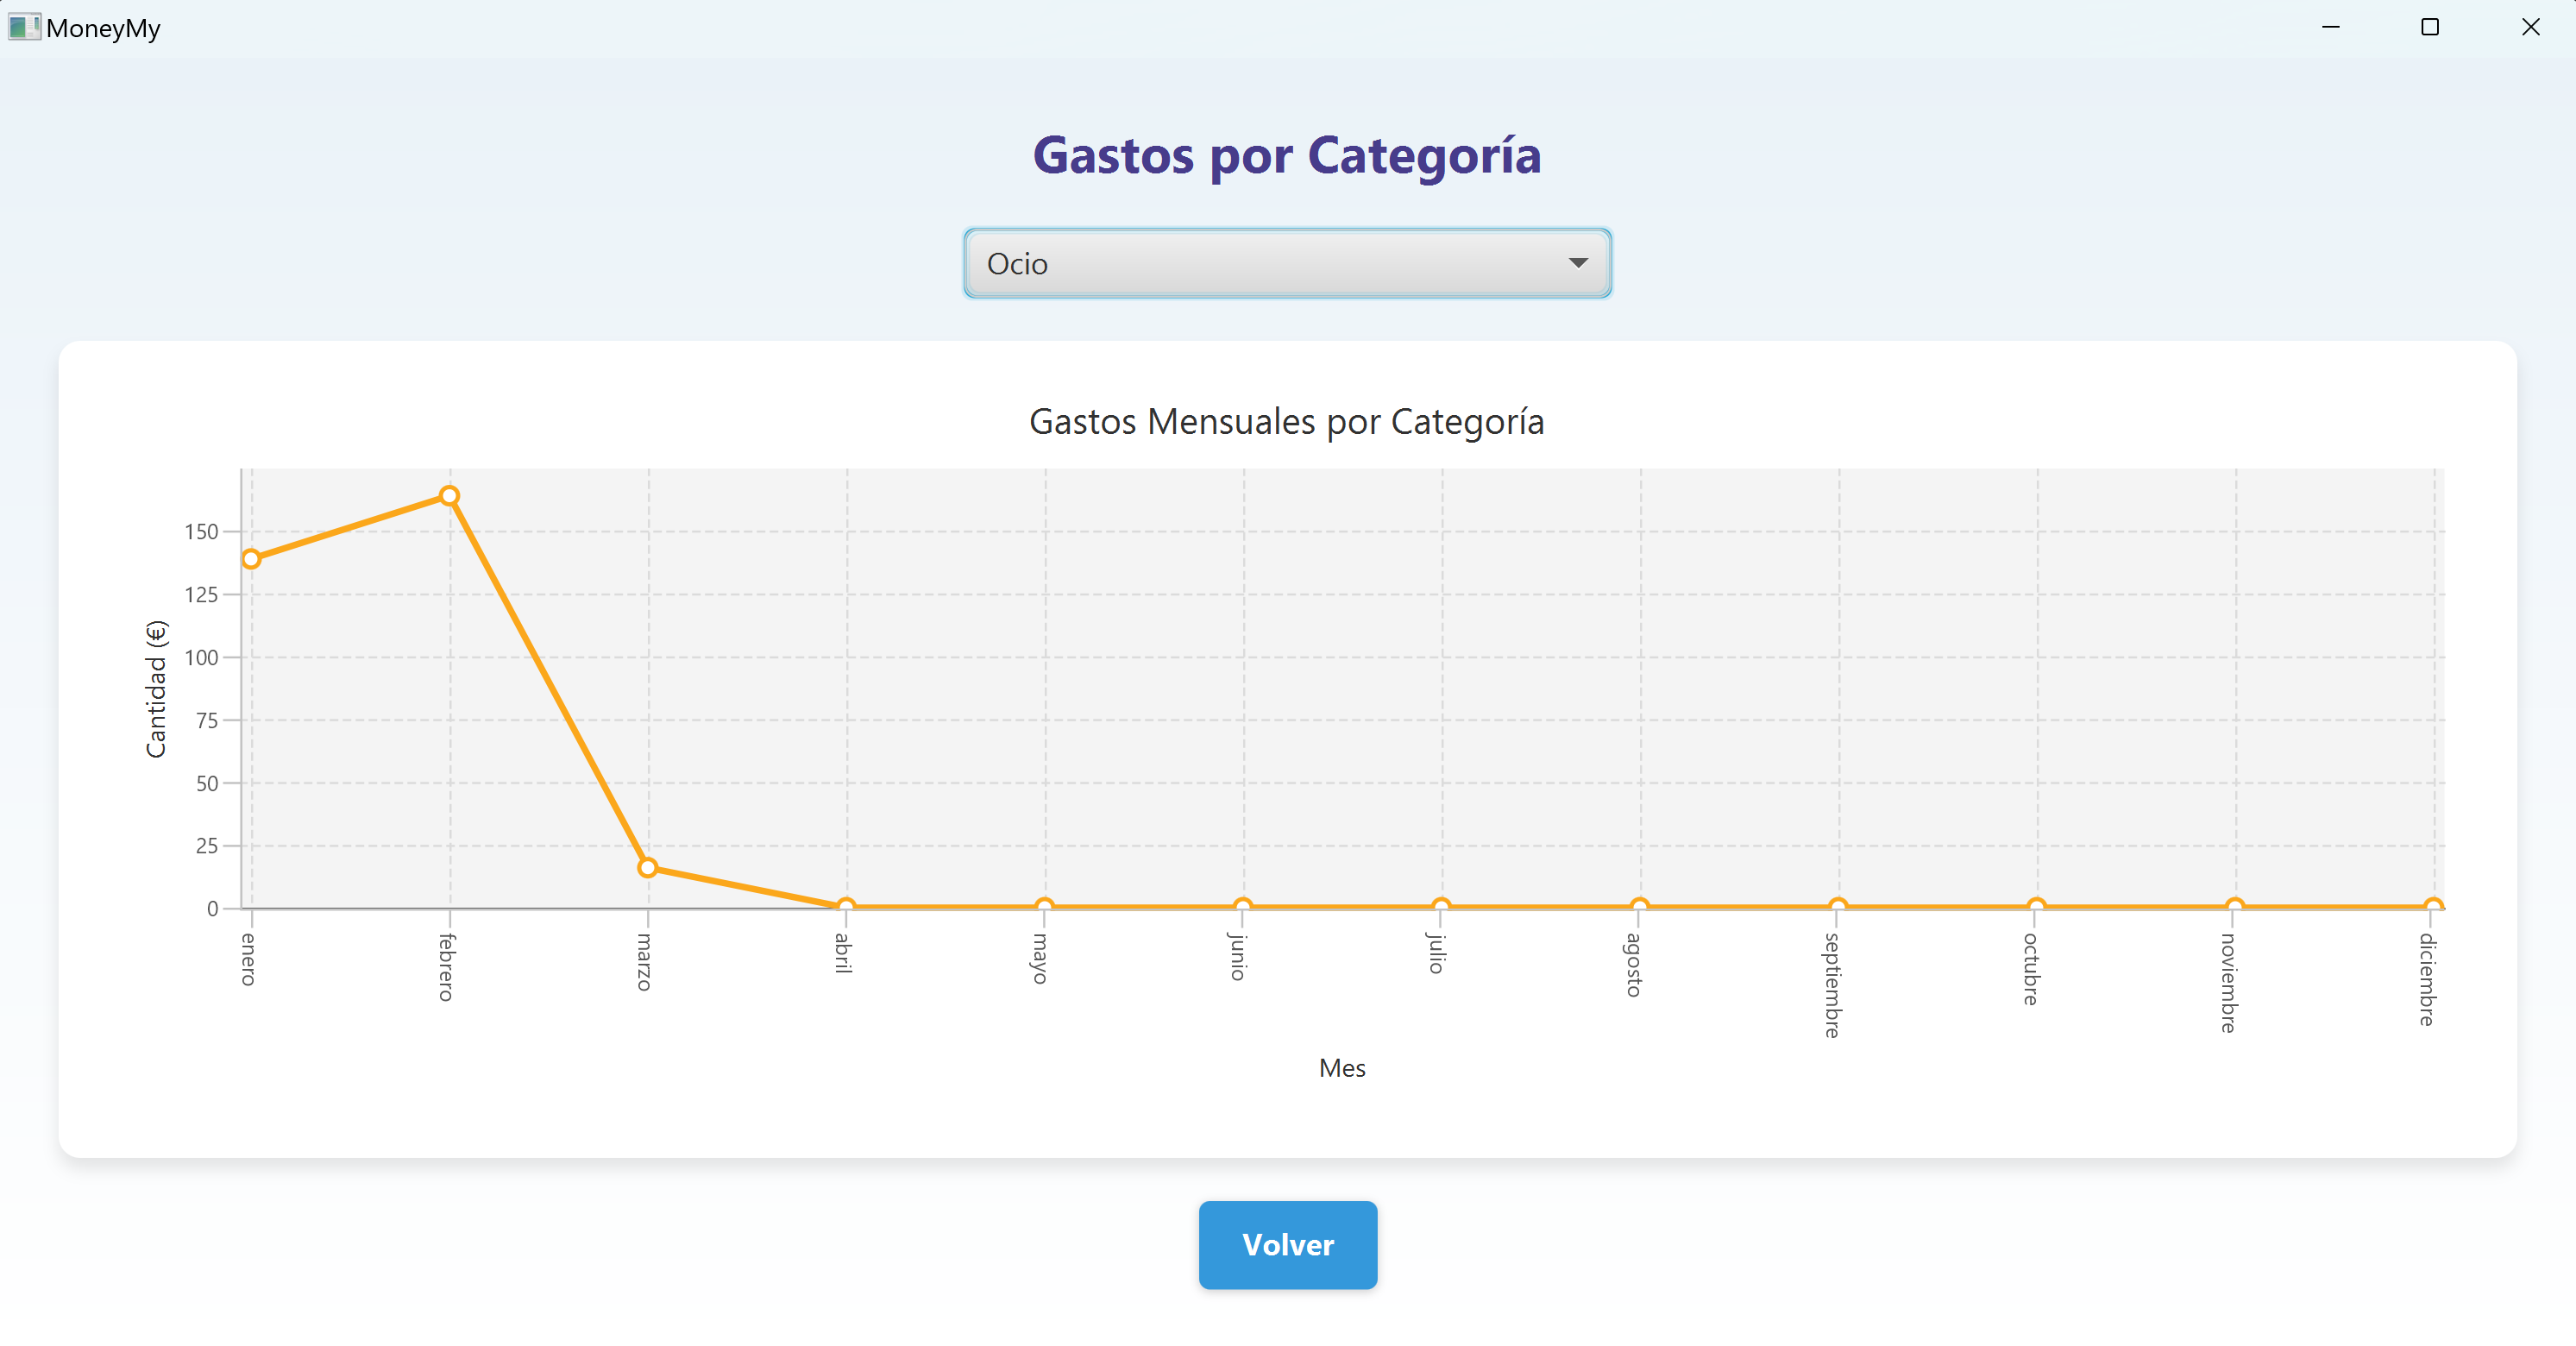 MoneyMy
Gastos por Categoría
Ocio
Gastos Mensuales por Categoría
Cantidad (€)
150
125
100
75
50
25
0
enero
febrero
marzo
abril
mayo
junio
julio
agosto
septiembre
octubre
noviembre
diciembre
Mes
Volver